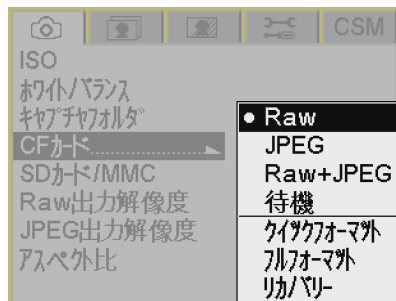 CSM
ISO
ﾎﾜｲﾄﾊﾞﾗﾝｽ
ｷｬﾌﾟﾁｬﾌｫﾙﾀﾞ
CFｶｰﾄﾞ
SDｶｰﾄﾞ/MMC
Raw出力解像度
JPEG出力解像度
ｱｽﾍﾟｸﾄ比
Raw
JPEG
Raw+JPEG
待機
ｸｲｯｸﾌｫｰﾏｯﾄ
ﾌﾙﾌｫｰﾏｯﾄ
ﾘｶﾊﾞﾘｰ